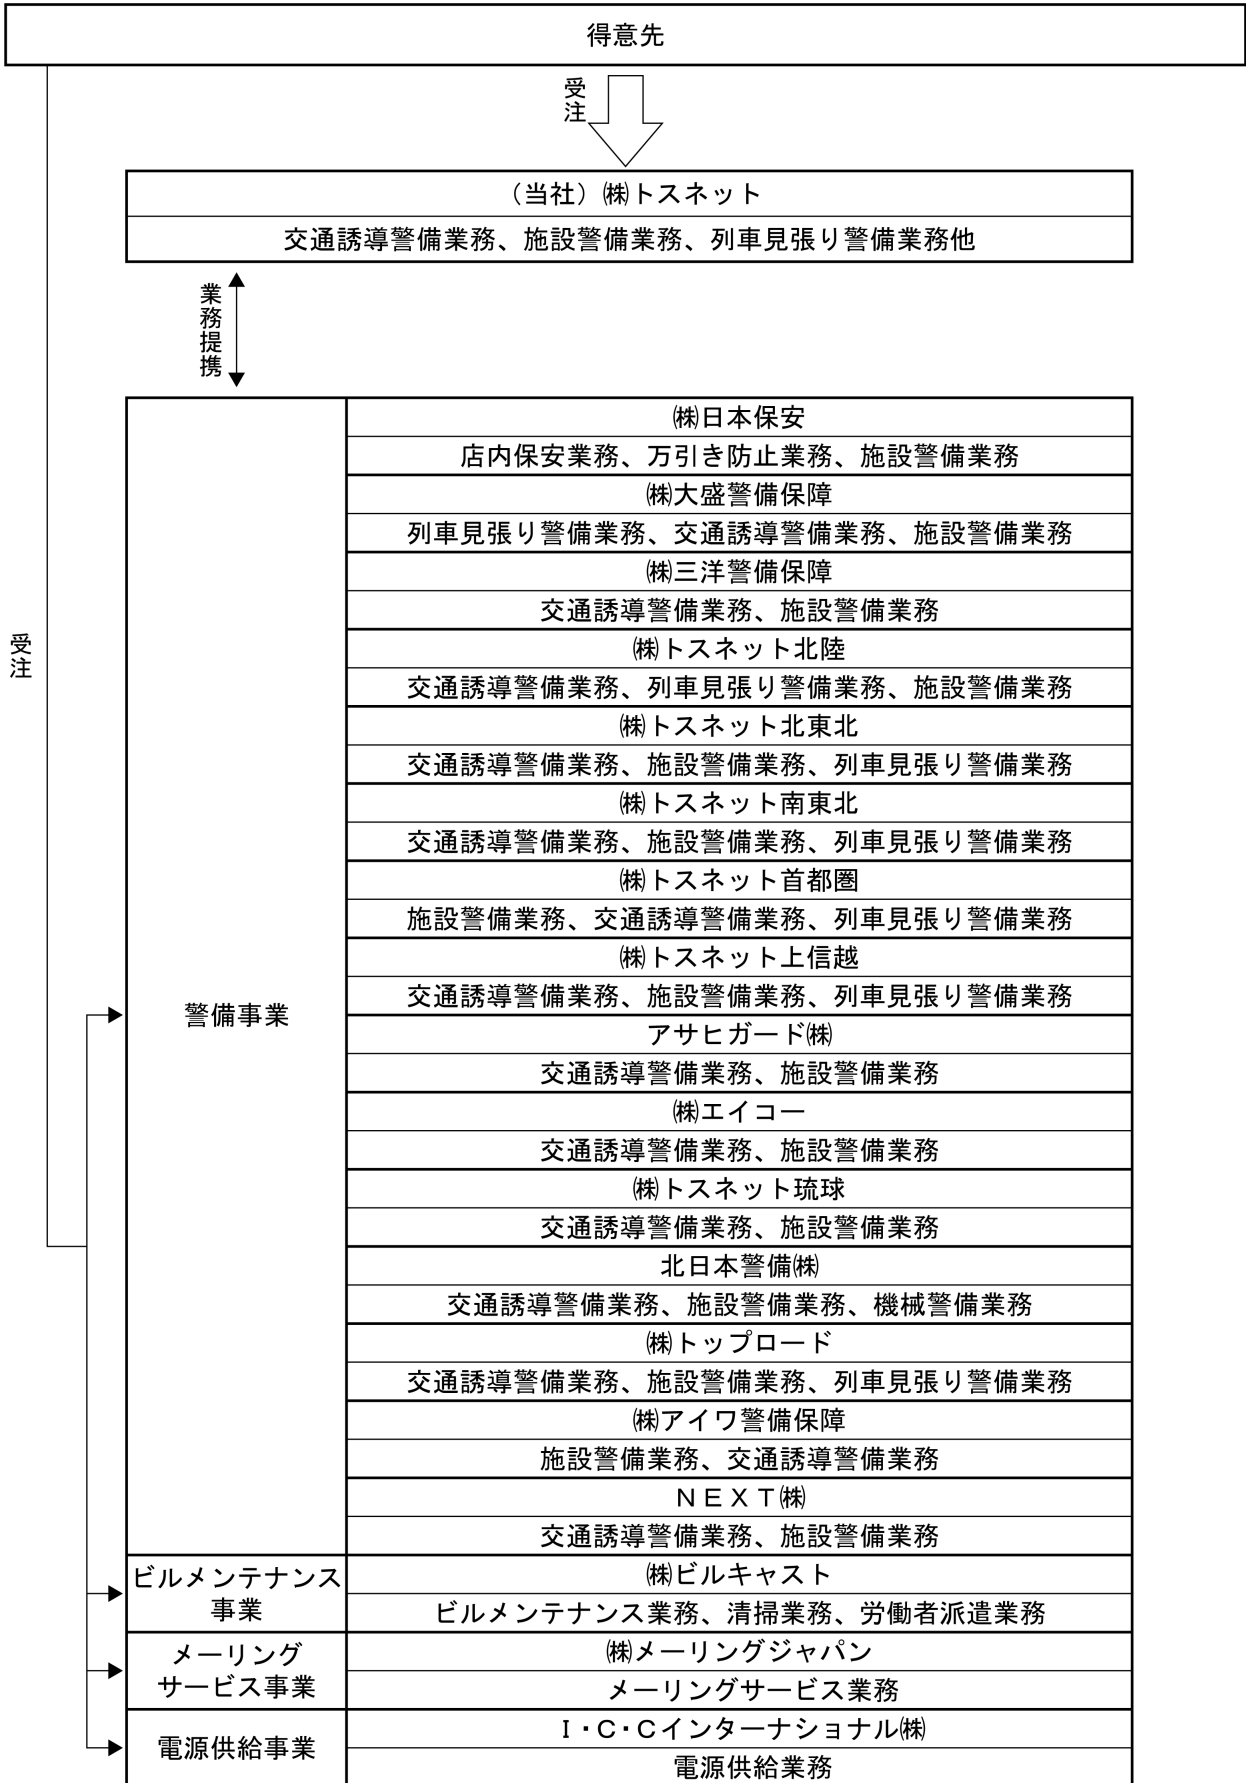 得意先
受注
（当社）㈱トスネット
交通誘導警備業務、施設警備業務、列車見張り警備業務他
業務提携
受注
警備事業
㈱日本保安
店内保安業務、万引き防止業務、施設警備業務
㈱大盛警備保障
列車見張り警備業務、交通誘導警備業務、施設警備業務
㈱三洋警備保障
交通誘導警備業務、施設警備業務
㈱トスネット北陸
交通誘導警備業務、列車見張り警備業務、施設警備業務
㈱トスネット北東北
交通誘導警備業務、施設警備業務、列車見張り警備業務
㈱トスネット南東北
交通誘導警備業務、施設警備業務、列車見張り警備業務
㈱トスネット首都圏
施設警備業務、交通誘導警備業務、列車見張り警備業務
㈱トスネット上信越
交通誘導警備業務、施設警備業務、列車見張り警備業務
アサヒガード㈱
交通誘導警備業務、施設警備業務
㈱エイコー
交通誘導警備業務、施設警備業務
㈱トスネット琉球
交通誘導警備業務、施設警備業務
北日本警備㈱
交通誘導警備業務、施設警備業務、機械警備業務
㈱トップロード
交通誘導警備業務、施設警備業務、列車見張り警備業務
㈱アイワ警備保障
施設警備業務、交通誘導警備業務
ＮＥＸＴ㈱
交通誘導警備業務、施設警備業務
ビルメンテナンス
事業
㈱ビルキャスト
ビルメンテナンス業務、清掃業務、労働者派遣業務
メーリング
サービス事業
㈱メーリングジャパン
メーリングサービス業務
電源供給事業
Ｉ・Ｃ・Ｃインターナショナル㈱
電源供給業務